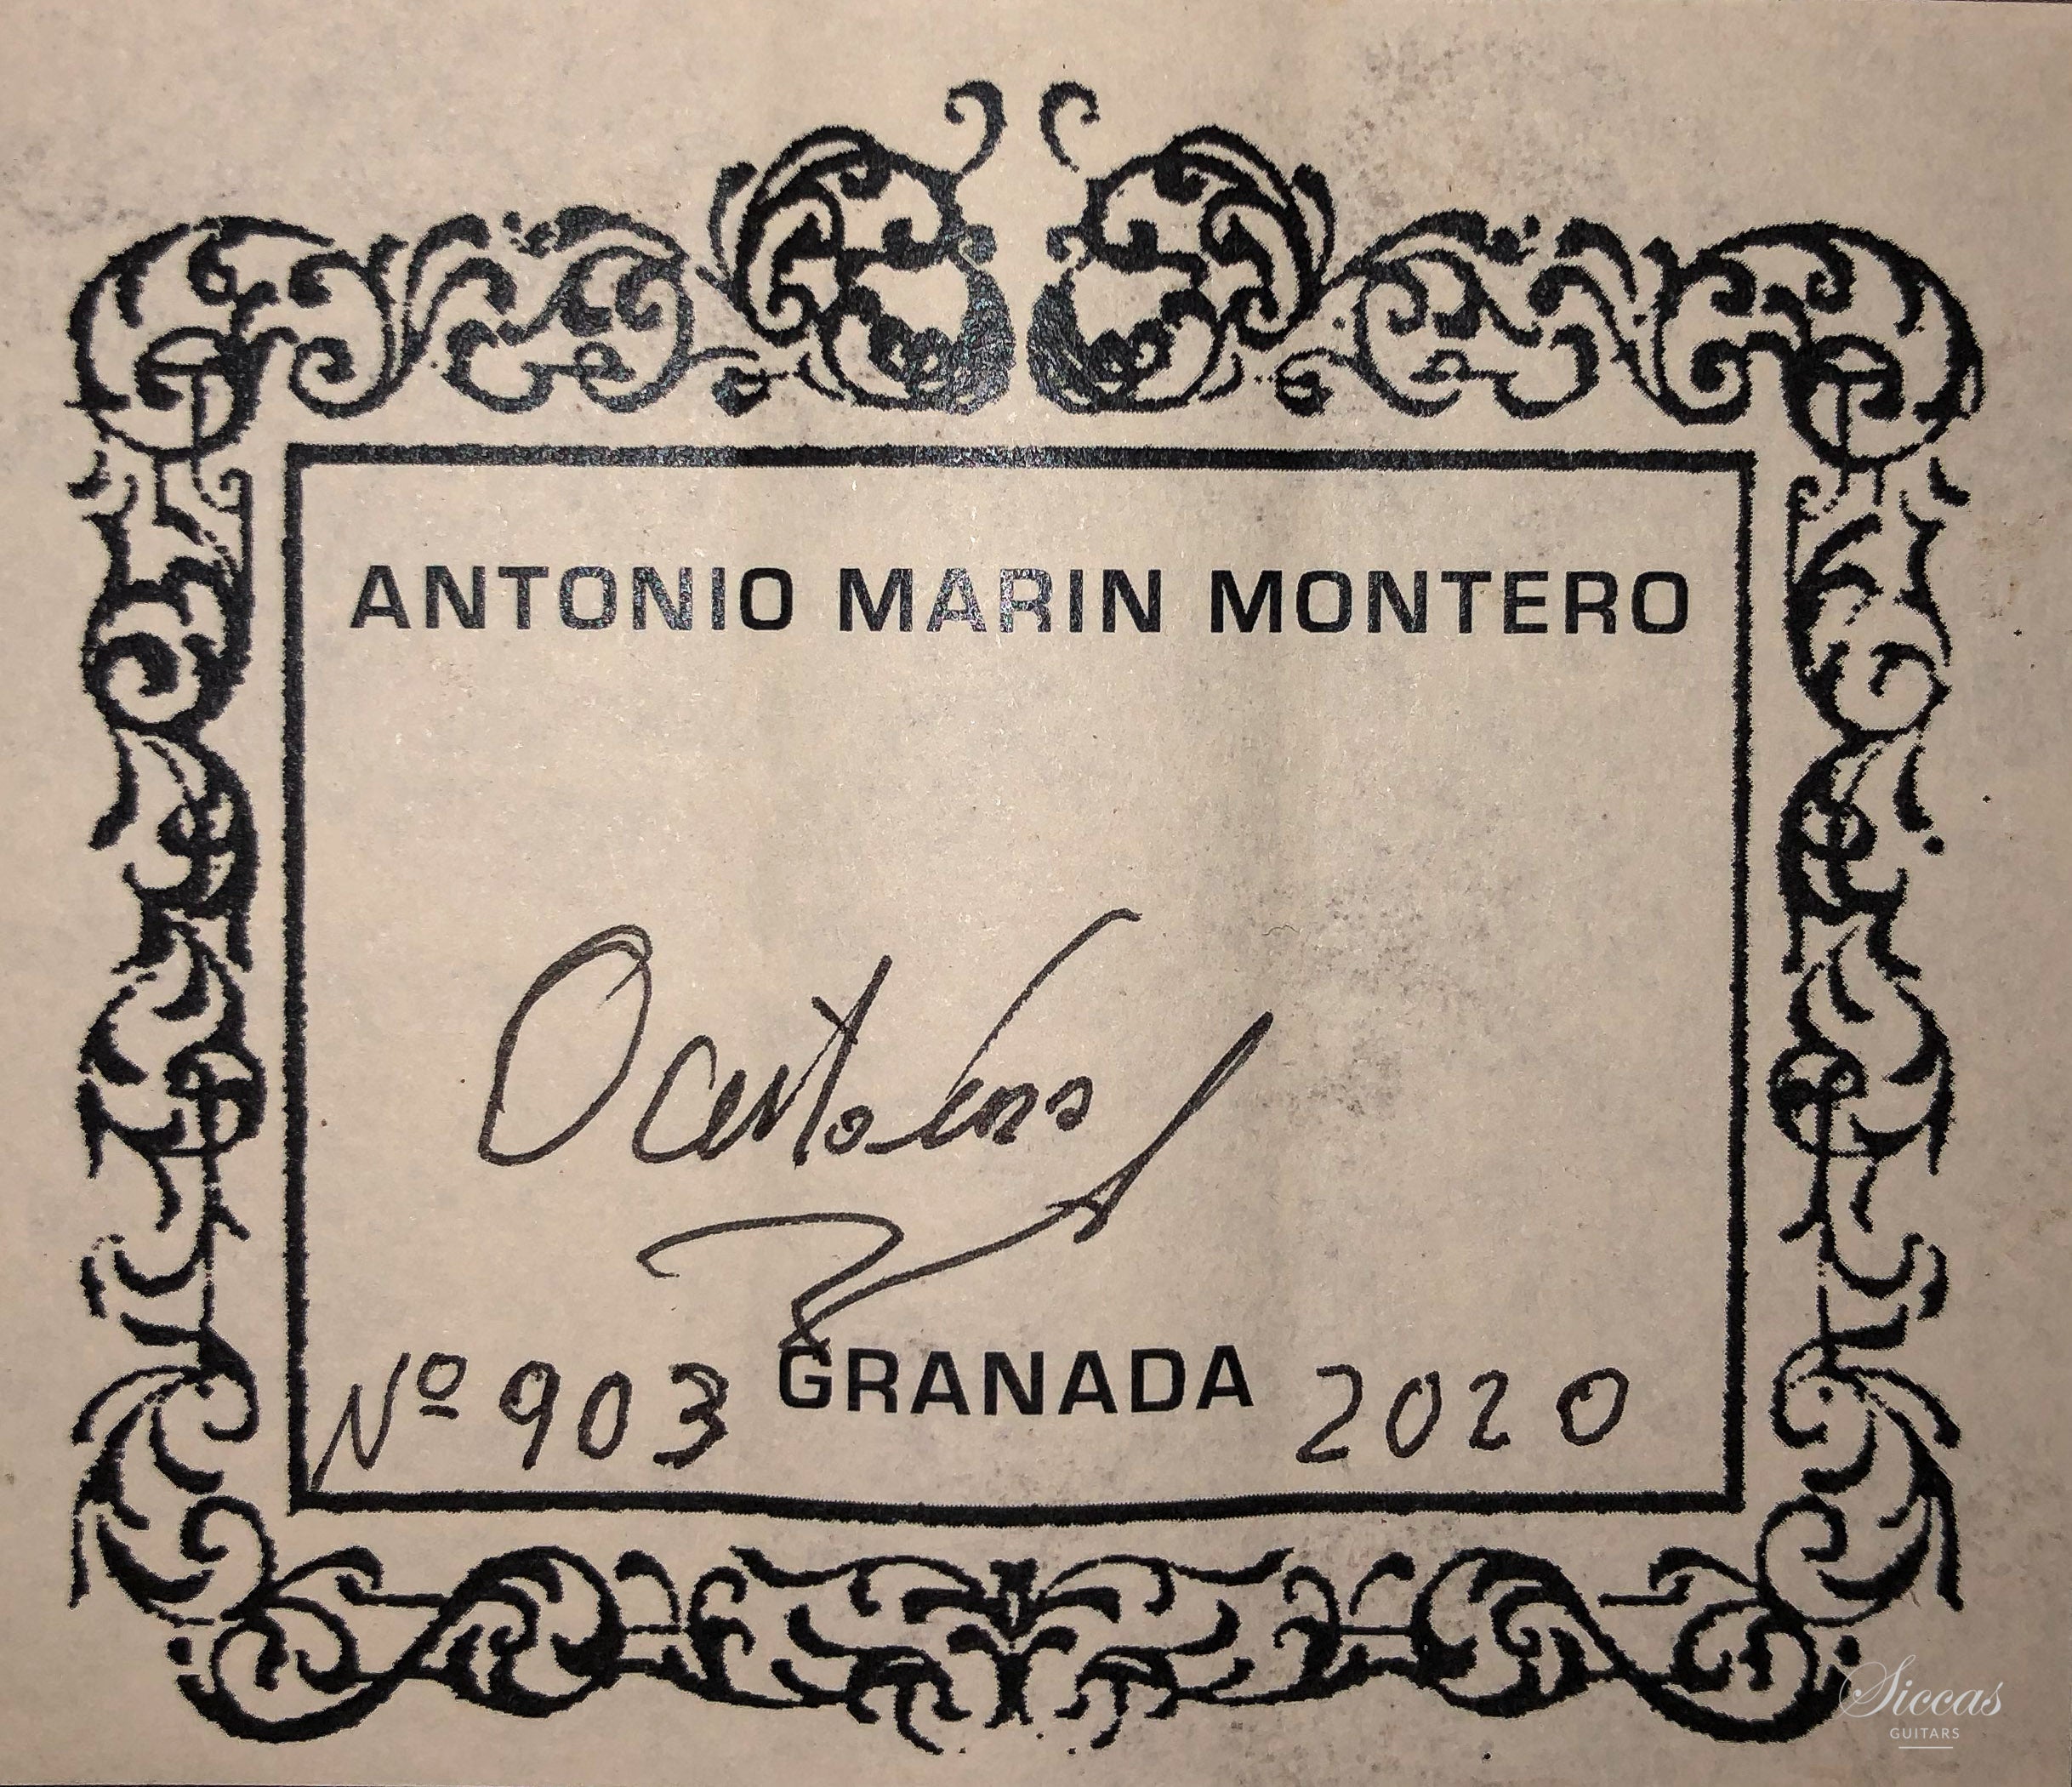 ANTONIO MARIN MONTERO
Nº 903 GRANADA 2020
Siccas
GUITARS